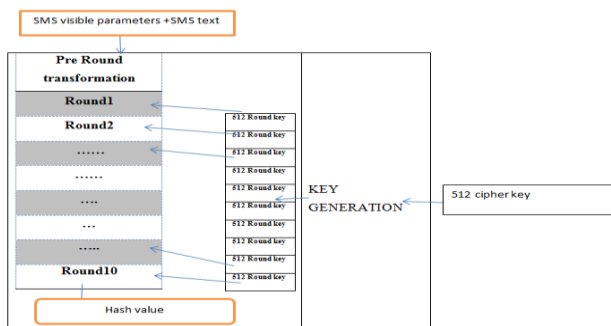 SMS visible parameters +SMS text
Pre Round
transformation
Round1
Round2
......
......
....
...
.....
Round10
Hash value
512 Round key
512 Round key
512 Round key
512 Round key
512 Round key
512 Round key
512 Round key
512 Round key
512 Round key
512 Round key
KEY
GENERATION
512 cipher key